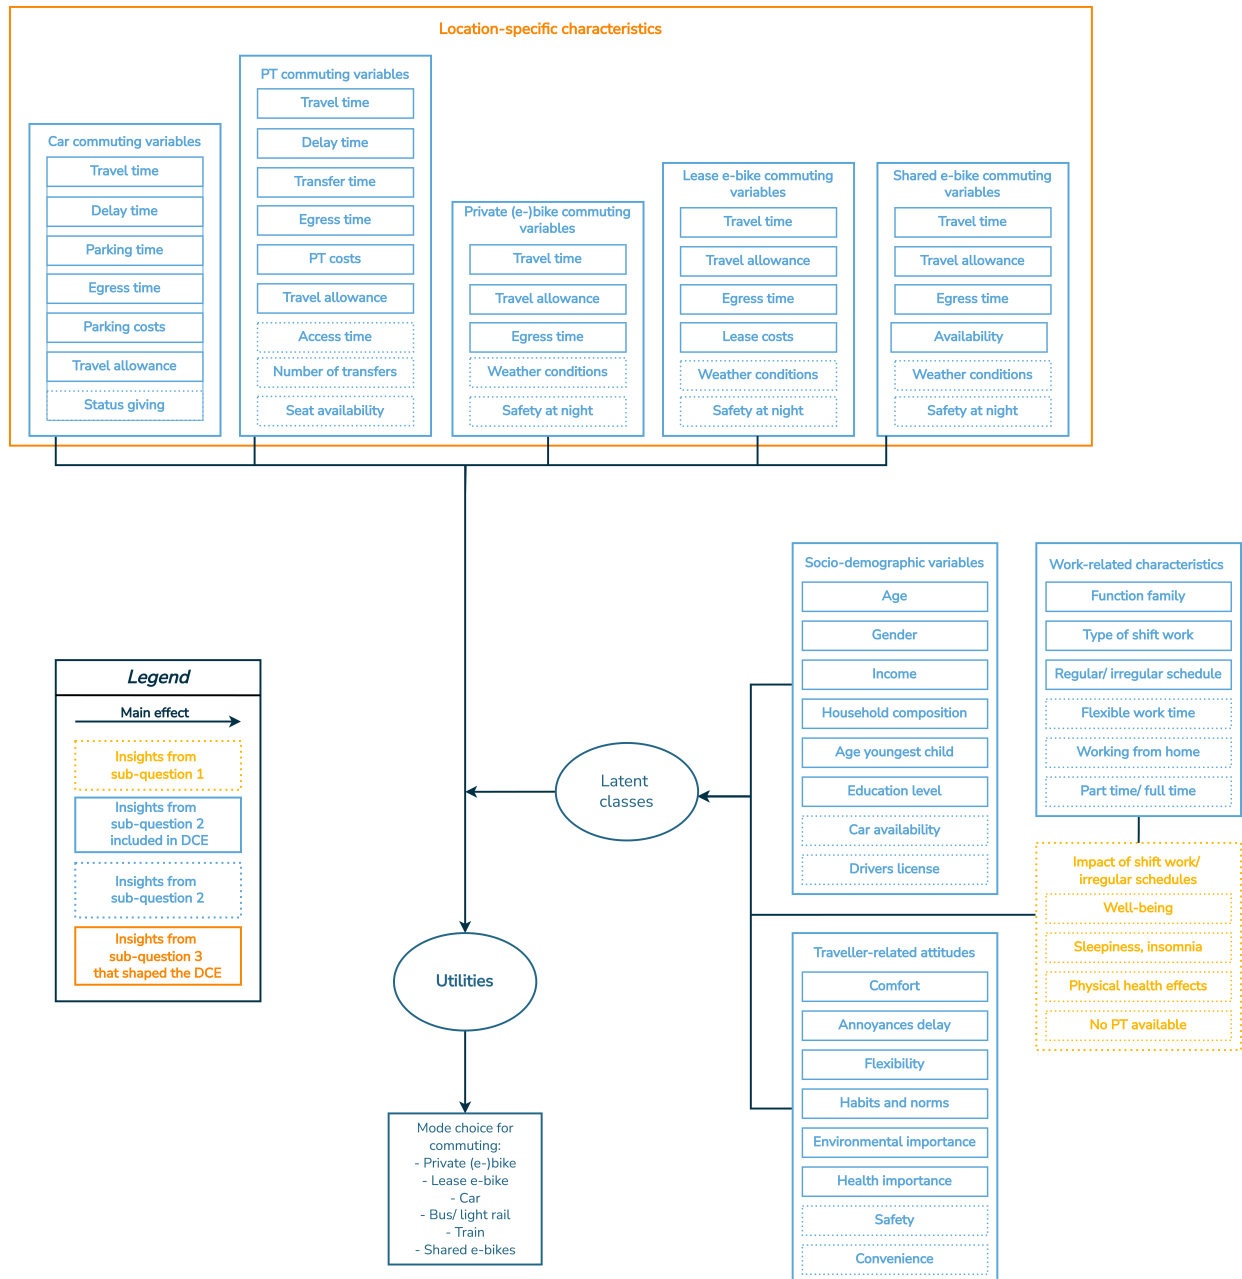 Location-specific characteristics
Car commuting variables
Travel time
Delay time
Parking time
Egress time
Parking costs
Travel allowance
Status giving
PT commuting variables
Travel time
Delay time
Transfer time
Egress time
PT costs
Travel allowance
Access time
Number of transfers
Seat availability
Private (e-)bike commuting
variables
Travel time
Travel allowance
Egress time
Weather conditions
Safety at night
Lease e-bike commuting
variables
Travel time
Travel allowance
Egress time
Lease costs
Weather conditions
Safety at night
Shared e-bike commuting
variables
Travel time
Travel allowance
Egress time
Availability
Weather conditions
Safety at night
Legend
Main effect
Insights from
sub-question 1
Insights from
sub-question 2
included in DCE
Insights from
sub-question 2
Insights from
sub-question 3
that shaped the DCE
Latent
classes
Utilities
Mode choice for
commuting:
- Private (e-)bike
- Lease e-bike
- Car
- Bus/ light rail
- Train
- Shared e-bikes
Socio-demographic variables
Age
Gender
Income
Household composition
Age youngest child
Education level
Car availability
Drivers license
Traveller-related attitudes
Comfort
Annoyances delay
Flexibility
Habits and norms
Environmental importance
Health importance
Safety
Convenience
Work-related characteristics
Function family
Type of shift work
Regular/ irregular schedule
Flexible work time
Working from home
Part time/ full time
Impact of shift work/
irregular schedules
Well-being
Sleepiness, insomnia
Physical health effects
No PT available